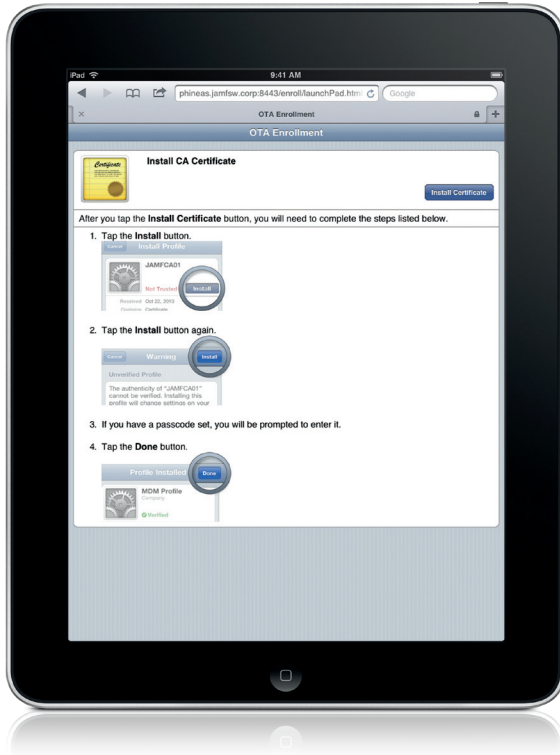 iPad
9:41 AM
phineas.jamfsw.corp:8443/enroll/launchPad.html
Google
OTA Enrollment
OTA Enrollment
Certificate
Install CA Certificate
Install Certificate
After you tap the Install Certificate button, you will need to complete the steps listed below.
1. Tap the Install button.
Cancel Install Profile
JAMFCA01
Not Trusted Install
Received Oct 22, 2013
Contains Certificate
2. Tap the Install button again.
Cancel Warning Install
Unverified Profile
The authenticity of “JAMFCA01”
cannot be verified. Installing this
profile will change settings on your
3. If you have a passcode set, you will be prompted to enter it.
4. Tap the Done button.
Profile Installed Done
MDM Profile
Company
Verified